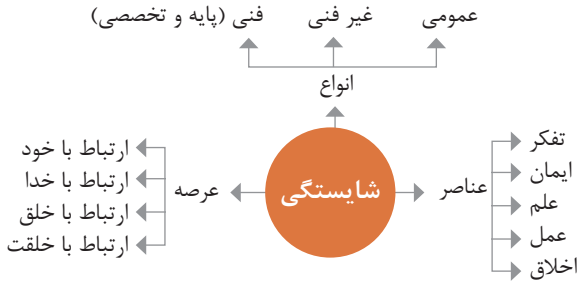 عمومی
غیر فنی
فنی (پایه و تخصصی)
انواع
شایستگی
عناصر
تفکر
ایمان
علم
عمل
اخلاق
عرصه
ارتباط با خود
ارتباط با خدا
ارتباط با خلق
ارتباط با خلقت